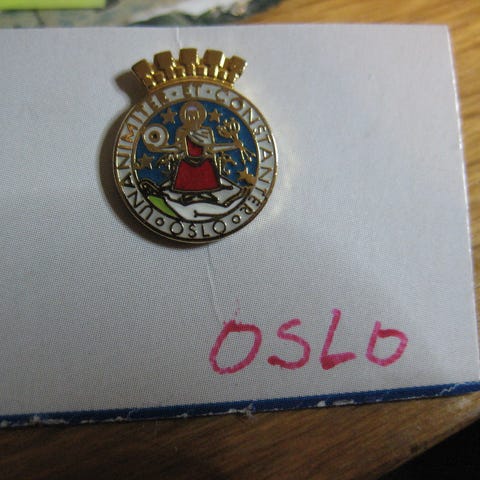 UNANIMITER · ET · CONSTANTER
OSLO
OSLO